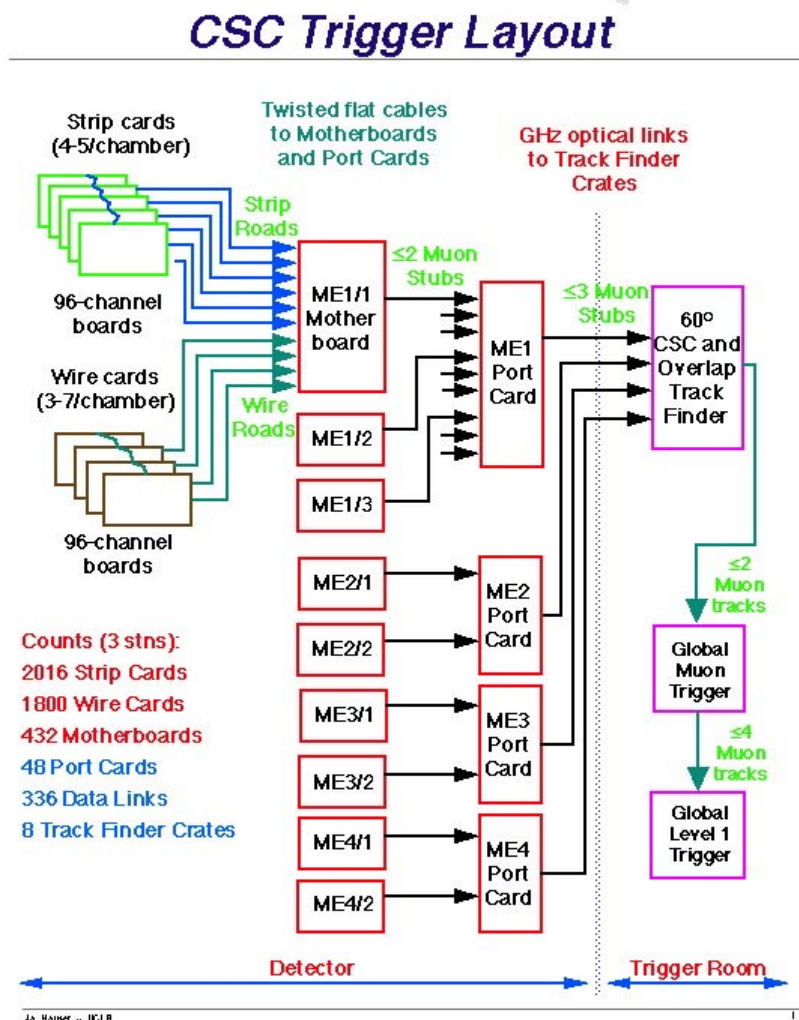 CSC Trigger Layout
Strip cards
(4-5/chamber)
Twisted flat cables
to Motherboards
and Port Cards
GHz optical links
to Track Finder
Crates
Strip
Roads
≤2 Muon
Stubs
≤3 Muon
Stubs
96-channel
boards
ME1/1
Mother
board
ME1
Port
Card
60º
CSC and
Overlap
Track
Finder
Wire cards
(3-7/chamber)
Wire
Roads
ME1/2
ME1/3
96-channel
boards
≤2
Muon
tracks
ME2/1
ME2/2
ME2
Port
Card
Global
Muon
Trigger
Counts (3 stns):
2016 Strip Cards
1800 Wire Cards
432 Motherboards
48 Port Cards
336 Data Links
8 Track Finder Crates
ME3/1
ME3/2
ME3
Port
Card
≤4
Muon
tracks
ME4/1
ME4/2
ME4
Port
Card
Global
Level 1
Trigger
Detector
Trigger Room
1